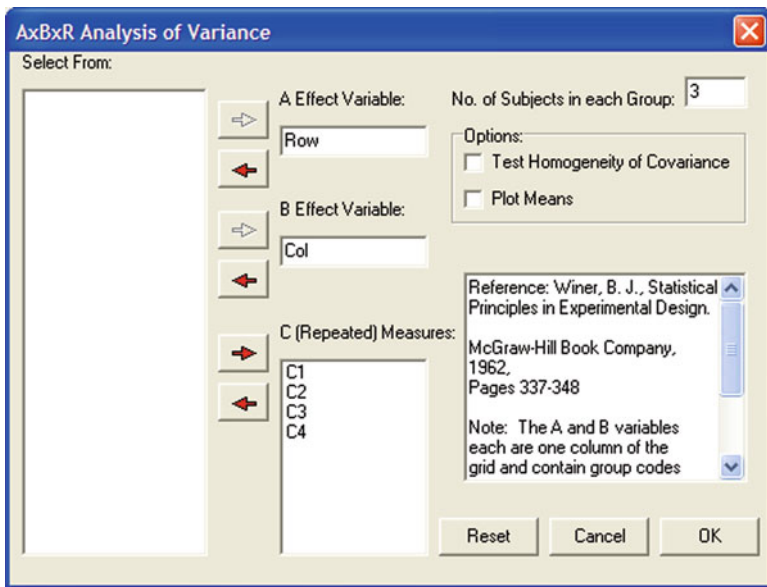 AxBxR Analysis of Variance
Select From:
A Effect Variable:
Row
B Effect Variable:
Col
C (Repeated) Measures:
C1
C2
C3
C4
No. of Subjects in each Group:
3
Options:
Test Homogeneity of Covariance
Plot Means
Reference: Winer, B. J., Statistical
Principles in Experimental Design.
McGraw-Hill Book Company,
1962,
Pages 337-348
Note: The A and B variables
each are one column of the
grid and contain group codes
Reset
Cancel
OK